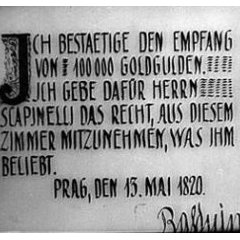 ICH BESTAETIGE DEN EMPFANG
VON 100 000 GOLDGULDEN.
ICH GEBE DAFÜR HERRN
SCAPINELLI DAS RECHT, AUS DIESEM
ZIMMER MITZUNEHMEN, WAS IHM
BELIEBT.
PRAG, DEN 13. MAI 1820.